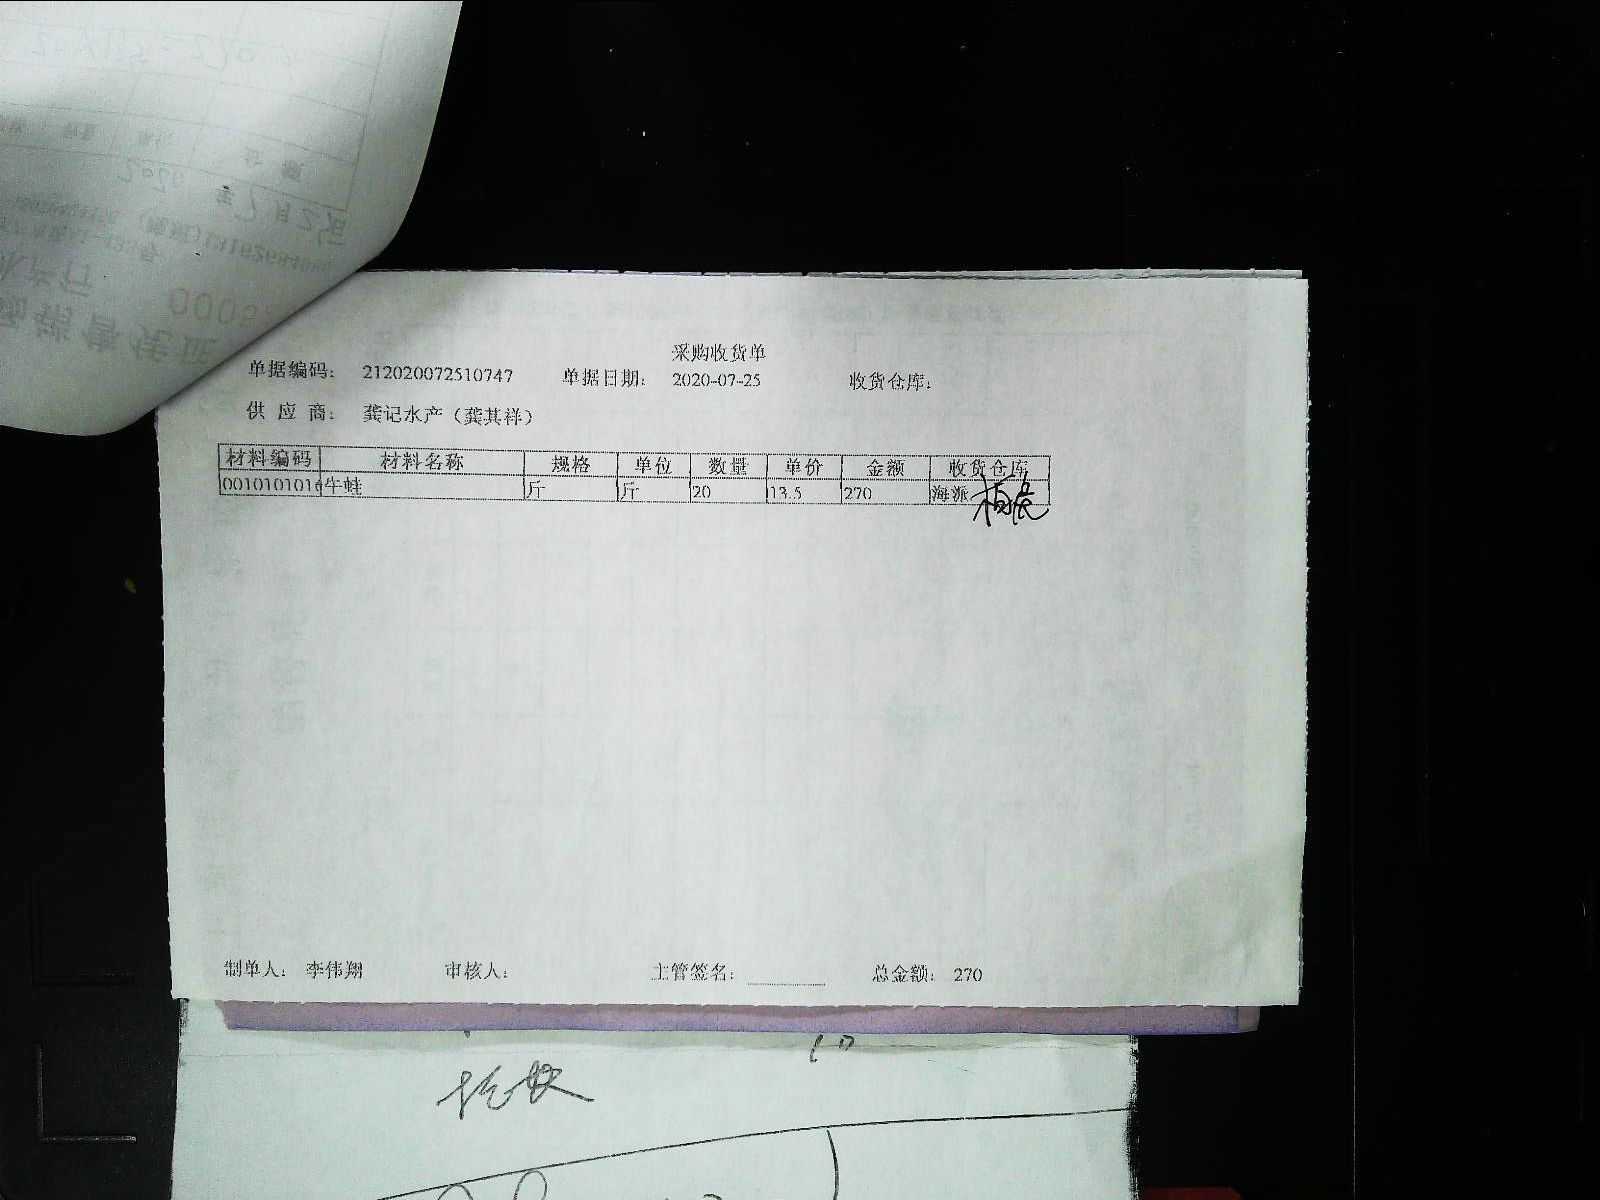 采购收货单
单据编码: 212020072510747 单据日期: 2020-07-25 收货仓库:
供 应 商: 龚记水产（龚其祥）
材料编码 材料名称 规格 单位 数量 单价 金额 收货仓库
001010101 牛蛙 斤 斤 20 13.5 270 海派
制单人: 李伟翔 审核人: 主管签名: 总金额: 270